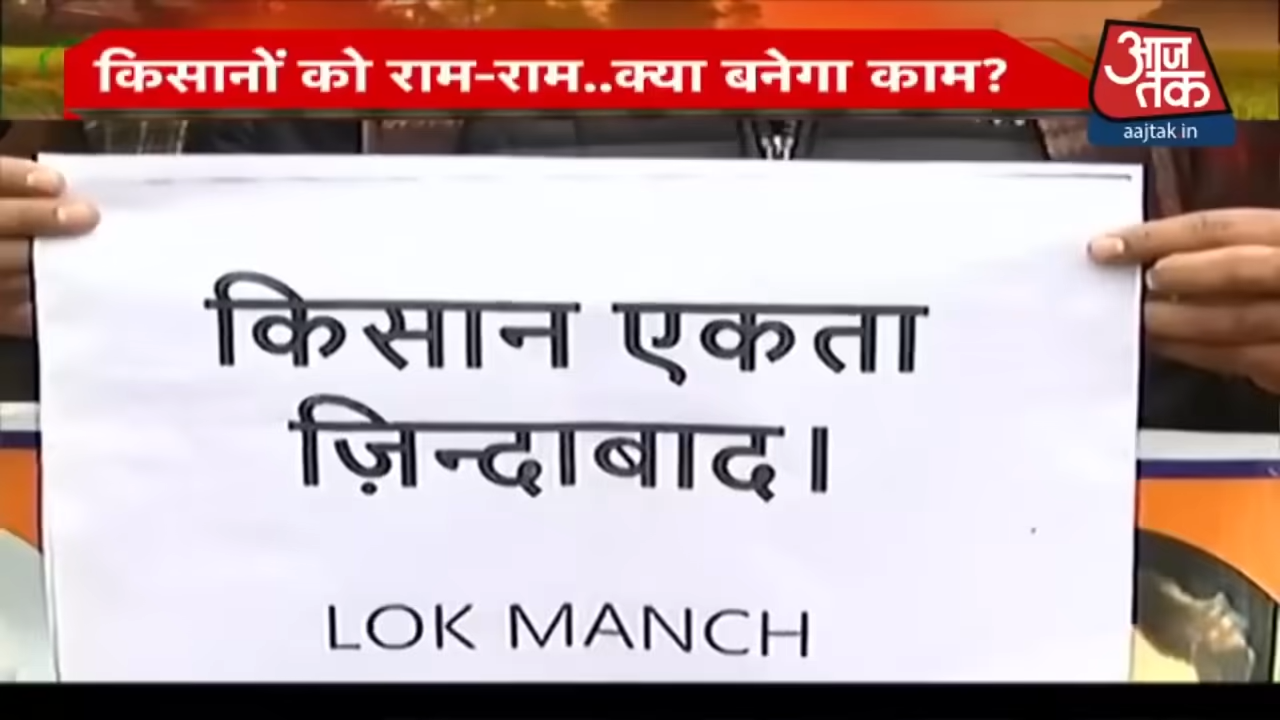 किसानों को राम-राम..क्या बनेगा काम?
आज
तक
aajtak.in
किसान एकता
ज़िन्दाबाद।
LOK MANCH